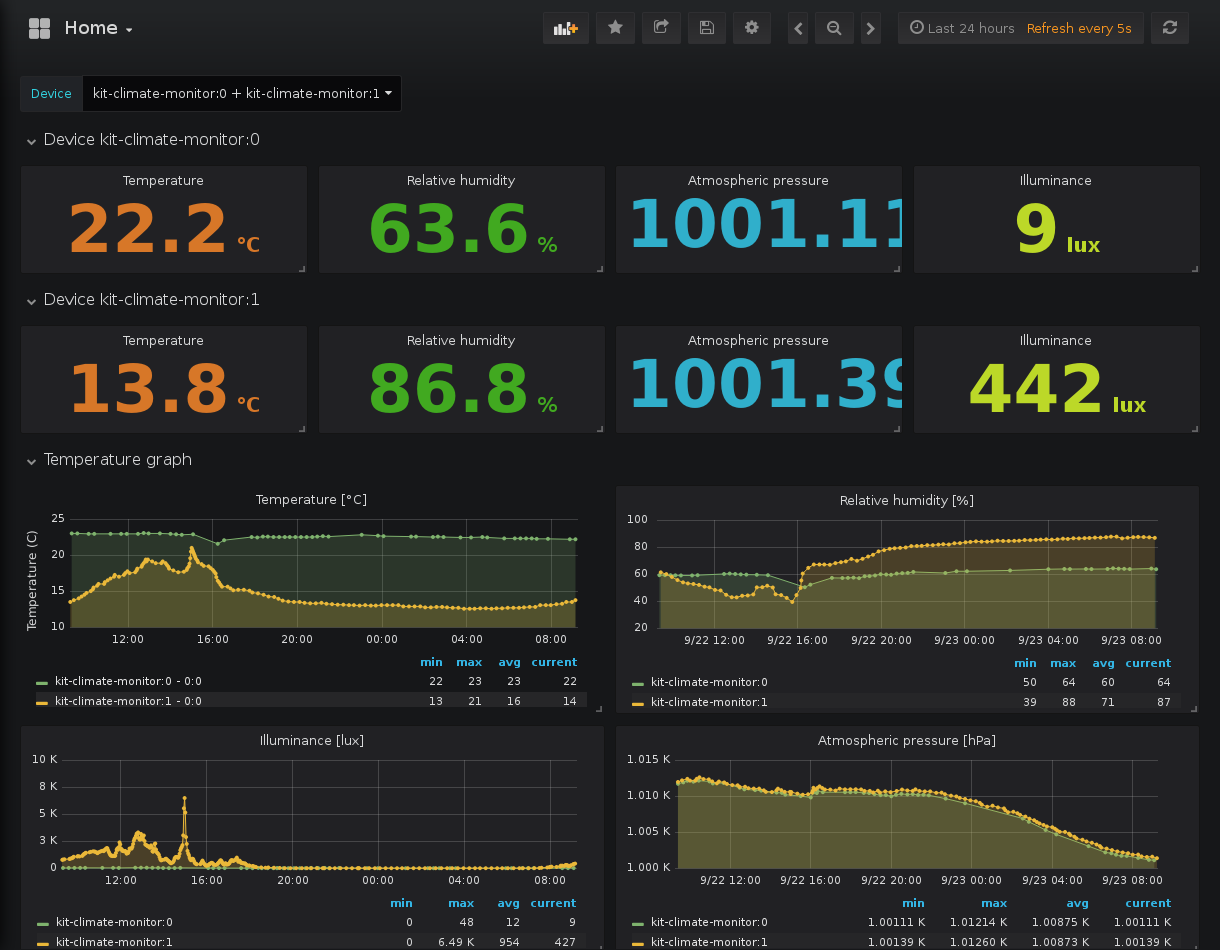 Home
Last 24 hours Refresh every 5s
Device kit-climate-monitor:0 + kit-climate-monitor:1
Device kit-climate-monitor:0
Temperature
22.2 °C
Relative humidity
63.6 %
Atmospheric pressure
1001.11
Illuminance
9 lux
Device kit-climate-monitor:1
Temperature
13.8 °C
Relative humidity
86.8 %
Atmospheric pressure
1001.39
Illuminance
442 lux
Temperature graph
Temperature [°C]
Temperature (C)
25
20
15
10
12:00 16:00 20:00 00:00 04:00 08:00
min max avg current
kit-climate-monitor:0 - 0:0 22 23 23 22
kit-climate-monitor:1 - 0:0 13 21 16 14
Relative humidity [%]
100
80
60
40
20
9/22 12:00 9/22 16:00 9/22 20:00 9/23 00:00 9/23 04:00 9/23 08:00
min max avg current
kit-climate-monitor:0 50 64 60 64
kit-climate-monitor:1 39 88 71 87
Illuminance [lux]
10 K
8 K
5 K
3 K
0
12:00 16:00 20:00 00:00 04:00 08:00
min max avg current
kit-climate-monitor:0 0 48 12 9
kit-climate-monitor:1 0 6.49 K 954 427
Atmospheric pressure [hPa]
1.015 K
1.010 K
1.005 K
1.000 K
9/22 12:00 9/22 16:00 9/22 20:00 9/23 00:00 9/23 04:00 9/23 08:00
min max avg current
kit-climate-monitor:0 1.00111 K 1.01214 K 1.00875 K 1.00111 K
kit-climate-monitor:1 1.00139 K 1.01260 K 1.00873 K 1.00139 K